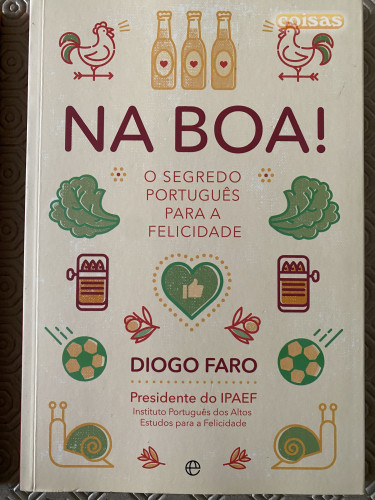 coisas
NA BOA!
O SEGREDO
PORTUGUÊS
PARA A
FELICIDADE
DIOGO FARO
Presidente do IPAEF
Instituto Português dos Altos
Estudos para a Felicidade
e